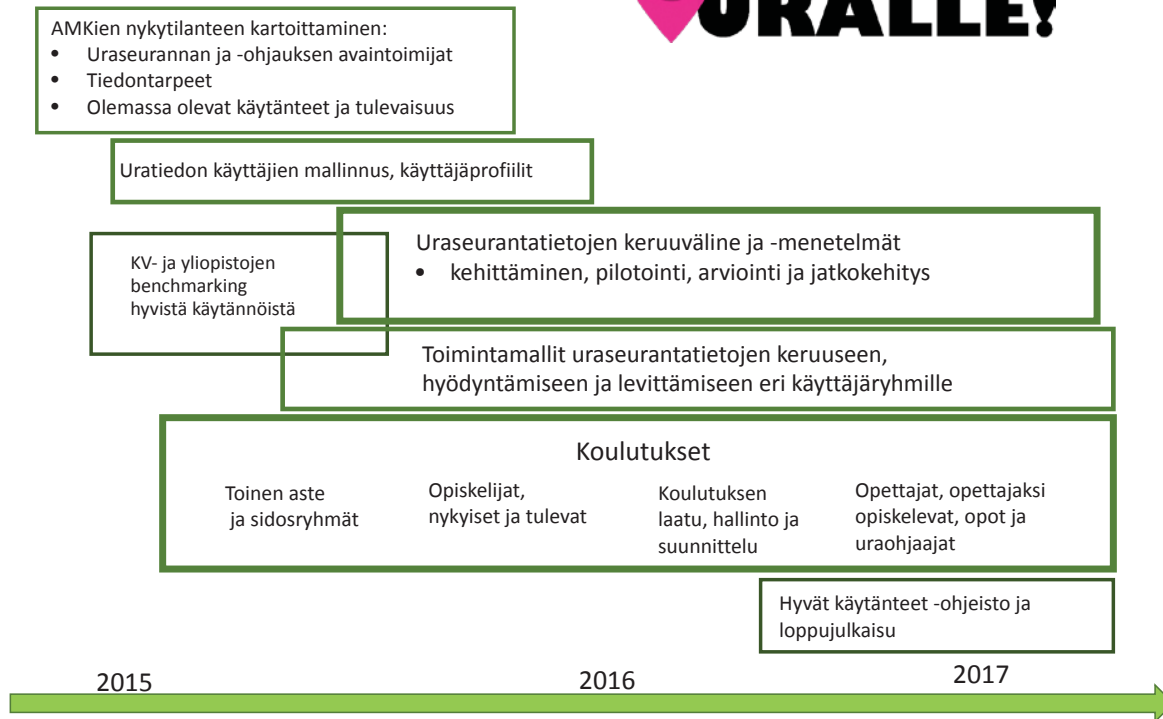 URALLE!
AMKien nykytilanteen kartoittaminen:
• Uraseurannan ja -ohjauksen avaintoimijat
• Tiedontarpeet
• Olemassa olevat käytänteet ja tulevaisuus
Uratiedon käyttäjien mallinnus, käyttäjäprofiilit
KV- ja yliopistojen
benchmarking
hyvistä käytännöistä
Uraseurantatietojen keruuväline ja -menetelmät
• kehittäminen, pilotointi, arviointi ja jatkokehitys
Toimintamallit uraseurantatietojen keruuseen,
hyödyntämiseen ja levittämiseen eri käyttäjäryhmille
Koulutukset
Toinen aste
ja sidosryhmät
Opiskelijat,
nykyiset ja tulevat
Koulutuksen
laatu, hallinto ja
suunnittelu
Opettajat, opettajaksi
opiskelevat, opot ja
uraohjaajat
Hyvät käytänteet -ohjeisto ja
loppujulkaisu
2015
2016
2017